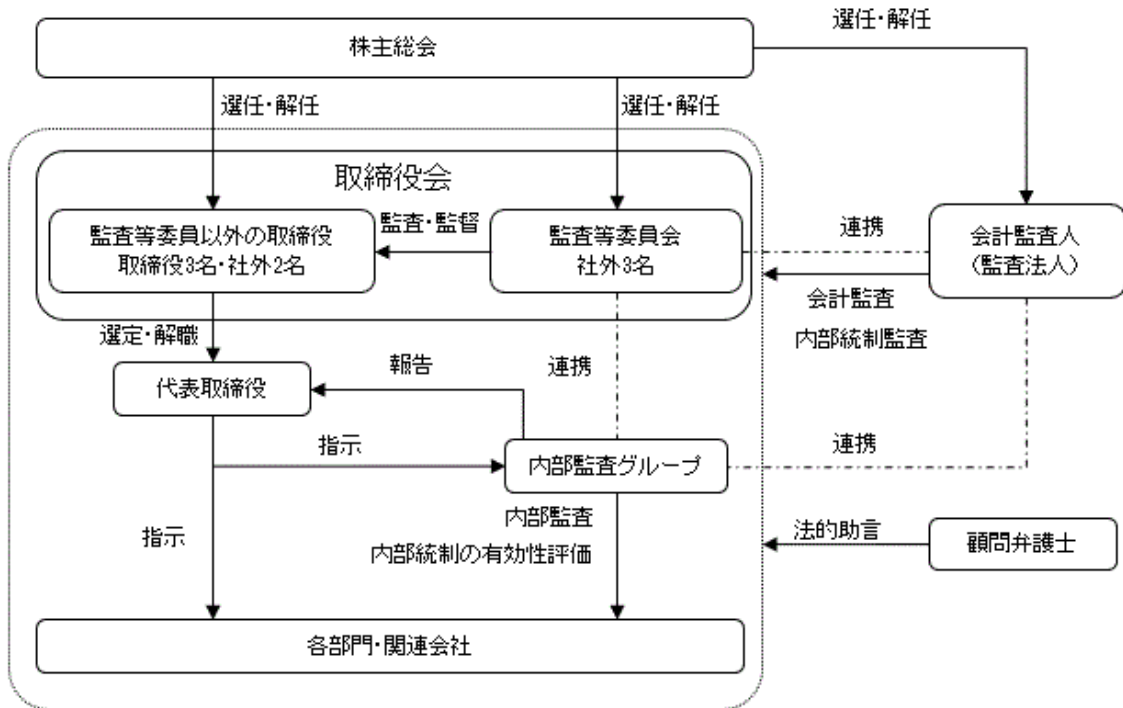 株主総会
選任・解任
選任・解任
選任・解任
取締役会
監査等委員以外の取締役
取締役3名・社外2名
監査・監督
監査等委員会
社外3名
連携
会計監査人
(監査法人)
会計監査
内部統制監査
選定・解職
代表取締役
報告
連携
指示
内部監査グループ
連携
指示
内部監査
内部統制の有効性評価
法的助言
顧問弁護士
各部門・関連会社